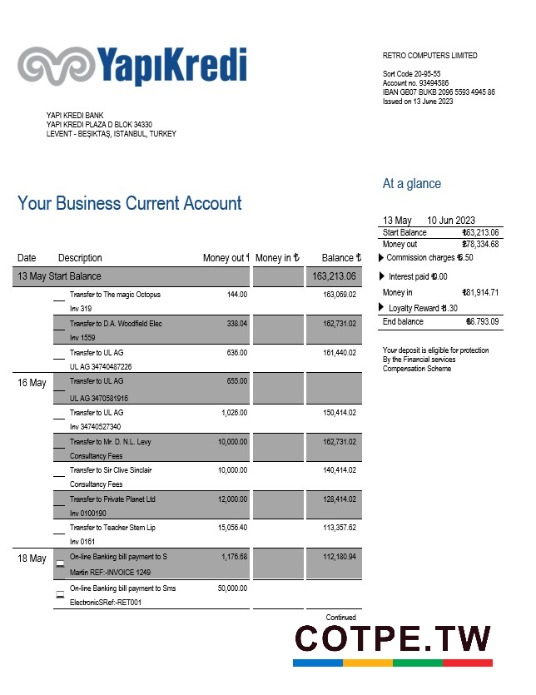 YapıKredi
RETRO COMPUTERS LIMITED
Sort Code 20-95-55
Account no. 93494586
IBAN GB07 BUKB 2096 5593 4945 86
Issued on 13 June 2023
YAPI KREDI BANK
YAPI KREDI PLAZA D BLOK 34330
LEVENT - BEŞIKTAŞ, ISTANBUL, TURKEY
At a glance
Your Business Current Account
13 May 10 Jun 2023
Start Balance ₺63,213.06
Money out ₺78,334.68
Commission charges ₺6.50
Interest paid ₺0.00
Money in ₺81,914.71
Loyalty Reward ₺1.30
End balance ₺6.793.09
Your deposit is eligible for protection
By the Financial services
Compensation Scheme
Date Description Money out ₺ Money in ₺ Balance ₺
13 May Start Balance 163,213.06
Transfer to The magic Octopus 144.00 163,069.02
Inv 319
Transfer to D.A. Woodfield Elec 338.04 162,731.02
Inv 1559
Transfer to UL AG 636.00 161,440.02
UL AG 34740487226
16 May Transfer to UL AG 655.00
UL AG 3470581916
Transfer to UL AG 1,026.00 150,414.02
Inv 34740527340
Transfer to Mr. D. N.L. Levy 10,000.00 162,731.02
Consultancy Fees
Transfer to Sir Clive Sinclair 10,000.00 140,414.02
Consultancy Fees
Transfer to Private Planet Ltd 12,000.00 128,414.02
Inv 0100190
Transfer to Teacher Stem Lip 15,056.40 113,357.62
Inv 0161
18 May On-line Banking bill payment to S 1,176.68 112,180.94
Martin REF:-INVOICE 1249
On-line Banking bill payment to Sms 50,000.00
ElectronicSRef:-RET001
Continued
COTPE.TW